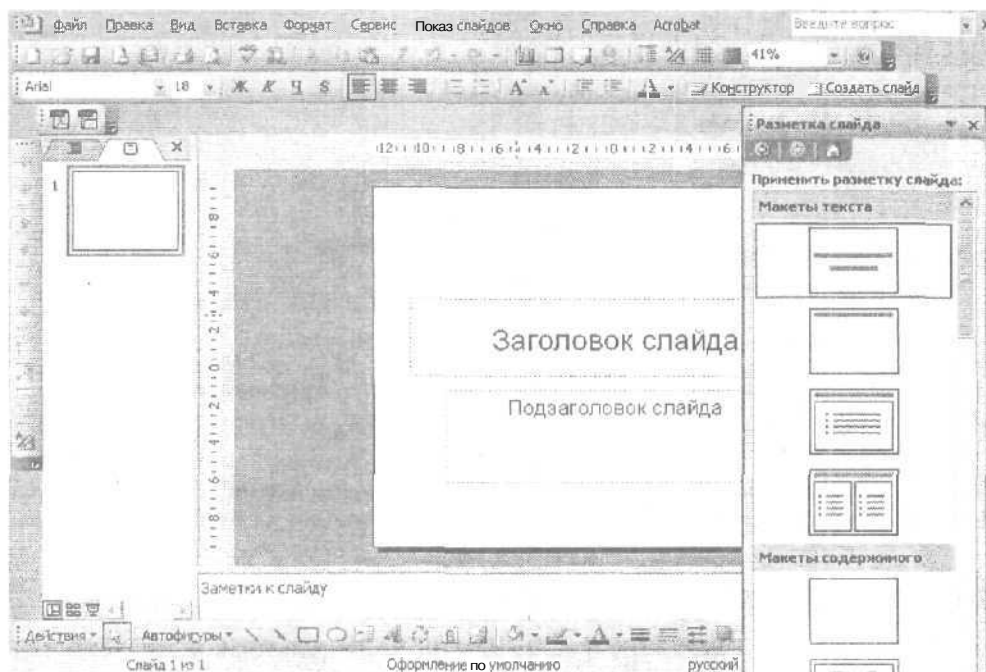 Файл Правка Вид Вставка Формат Сервис Показ слайдов Окно Справка Acrobat Введите вопрос
41%
Arial 18 Ж К Ч S Конструктор Создать слайд
Разметка слайда
Применить разметку слайда:
Макеты текста
1
Заголовок слайда
Подзаголовок слайда
Макеты содержимого
Заметки к слайду
Действия Автофигуры
Слайд 1 из 1 Оформление по умолчанию русский